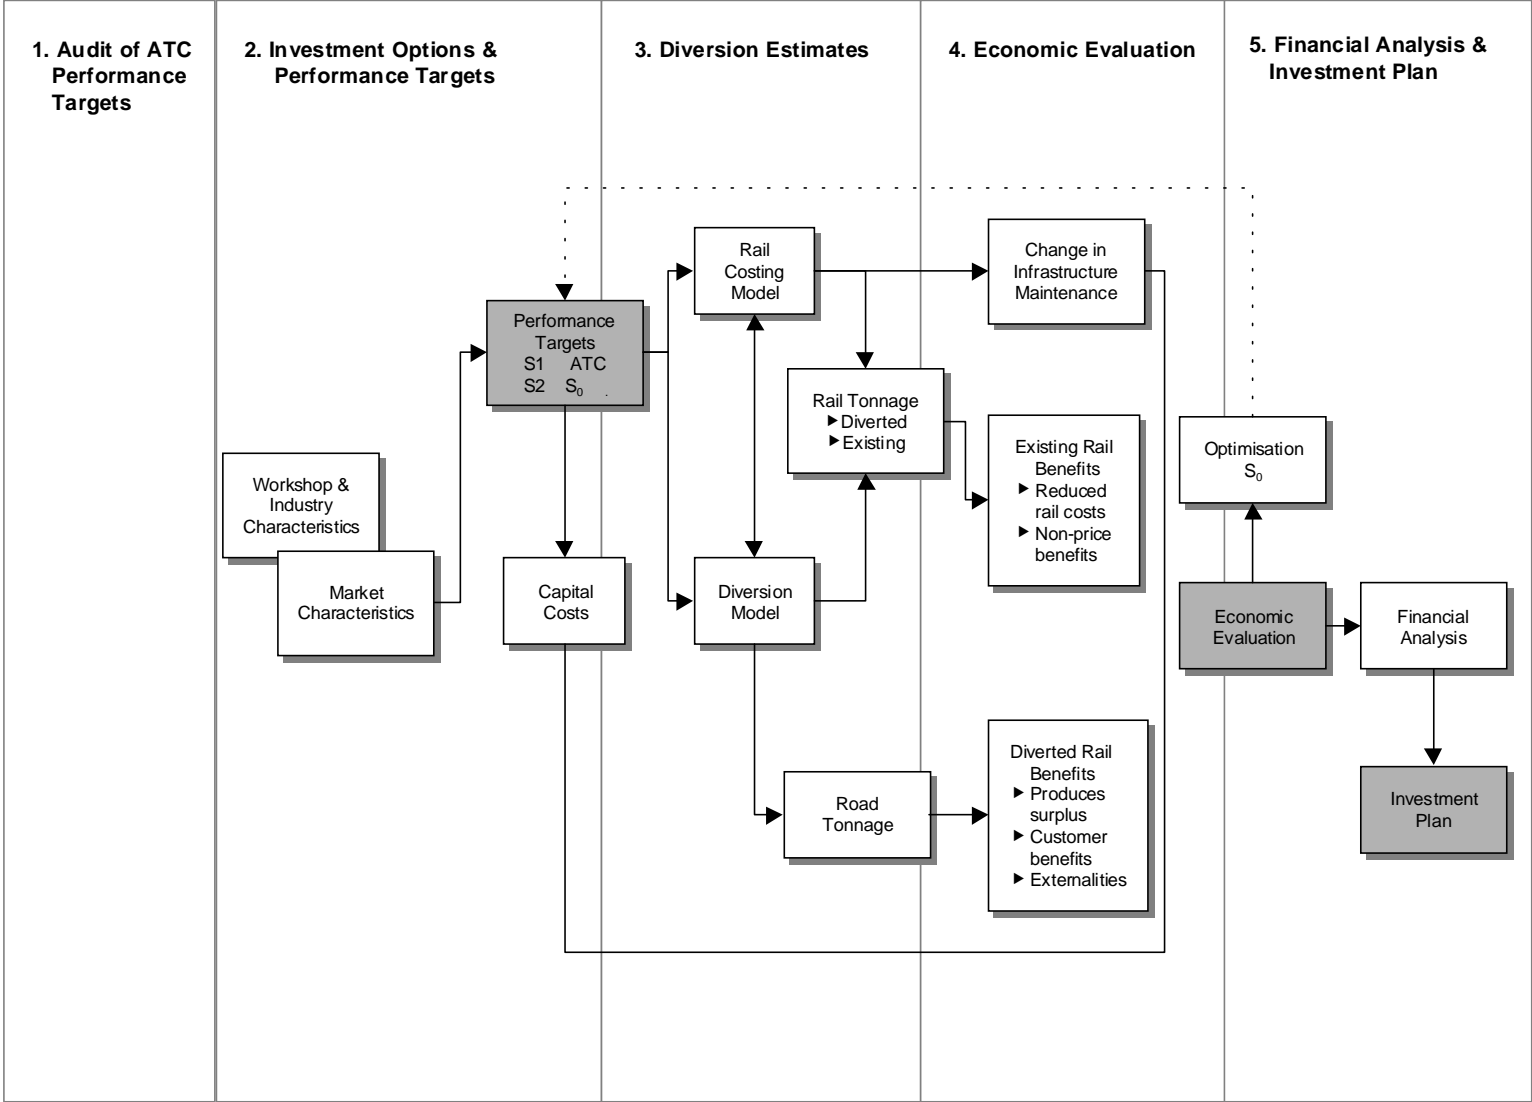 1. Audit of ATC
Performance
Targets
2. Investment Options &
Performance Targets
3. Diversion Estimates
4. Economic Evaluation
5. Financial Analysis &
Investment Plan
Rail
Costing
Model
Change in
Infrastructure
Maintenance
Performance
Targets
S1 ATC
S2 S₀ .
Rail Tonnage
▶ Diverted
▶ Existing
Existing Rail
Benefits
▶ Reduced
rail costs
▶ Non-price
benefits
Optimisation
S₀
Workshop &
Industry
Characteristics
Market
Characteristics
Capital
Costs
Diversion
Model
Economic
Evaluation
Financial
Analysis
Road
Tonnage
Diverted Rail
Benefits
▶ Produces
surplus
▶ Customer
benefits
▶ Externalities
Investment
Plan